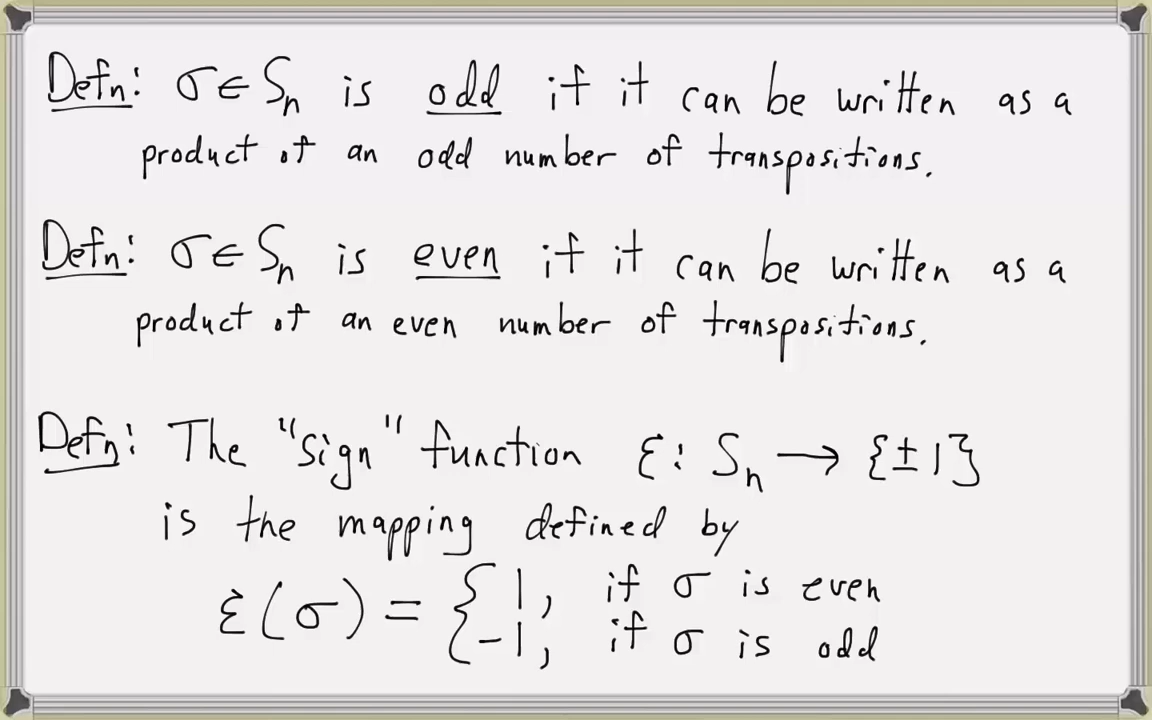 Defn: σ ∈ Sₙ is odd if it can be written as a
product of an odd number of transpositions.
Defn: σ ∈ Sₙ is even if it can be written as a
product of an even number of transpositions.
Defn: The "sign" function ε: Sₙ → {±1}
is the mapping defined by
ε(σ) = { 1, if σ is even
-1, if σ is odd